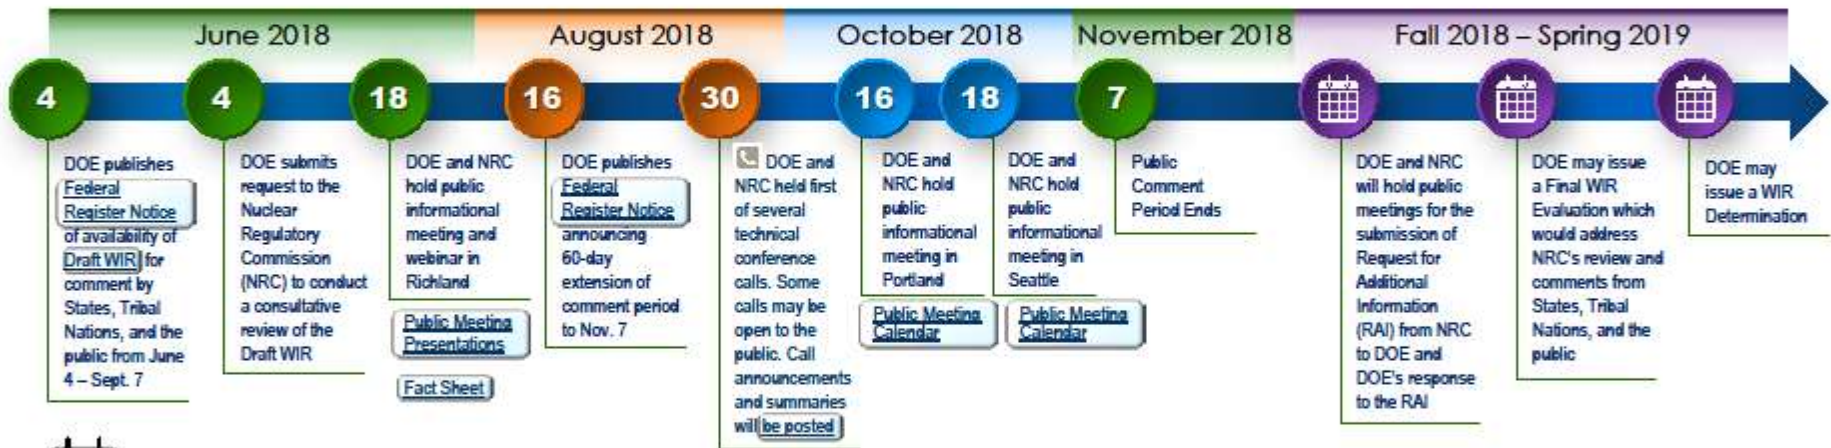 June 2018
August 2018
October 2018
November 2018
Fall 2018 – Spring 2019
4
4
18
16
30
16
18
7
DOE publishes
Federal
Register Notice
of availability of
Draft WIR for
comment by
States, Tribal
Nations, and the
public from June
4 – Sept. 7
DOE submits
request to the
Nuclear
Regulatory
Commission
(NRC) to conduct
a consultative
review of the
Draft WIR
DOE and NRC
hold public
informational
meeting and
webinar in
Richland
Public Meeting
Presentations
Fact Sheet
DOE publishes
Federal
Register Notice
announcing
60-day
extension of
comment period
to Nov. 7
DOE and
NRC held first
of several
technical
conference
calls. Some
calls may be
open to the
public. Call
announcements
and summaries
will be posted
DOE and
NRC hold
public
informational
meeting in
Portland
Public Meeting
Calendar
DOE and
NRC hold
public
informational
meeting in
Seattle
Public Meeting
Calendar
Public
Comment
Period Ends
DOE and NRC
will hold public
meetings for the
submission of
Request for
Additional
Information
(RAI) from NRC
to DOE and
DOE's response
to the RAI
DOE may issue
a Final WIR
Evaluation which
would address
NRC's review and
comments from
States, Tribal
Nations, and the
public
DOE may
issue a WIR
Determination